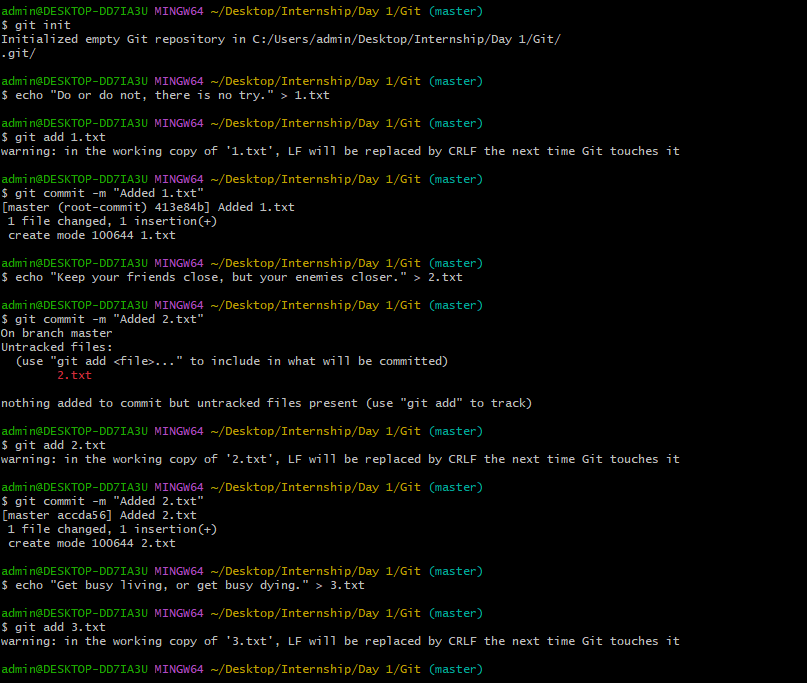 admin@DESKTOP-DD7IA3U MINGW64 ~/Desktop/Internship/Day 1/Git (master)
$ git init
Initialized empty Git repository in C:/Users/admin/Desktop/Internship/Day 1/Git/
.git/
admin@DESKTOP-DD7IA3U MINGW64 ~/Desktop/Internship/Day 1/Git (master)
$ echo "Do or do not, there is no try." > 1.txt
admin@DESKTOP-DD7IA3U MINGW64 ~/Desktop/Internship/Day 1/Git (master)
$ git add 1.txt
warning: in the working copy of '1.txt', LF will be replaced by CRLF the next time Git touches it
admin@DESKTOP-DD7IA3U MINGW64 ~/Desktop/Internship/Day 1/Git (master)
$ git commit -m "Added 1.txt"
[master (root-commit) 413e84b] Added 1.txt
 1 file changed, 1 insertion(+)
 create mode 100644 1.txt
admin@DESKTOP-DD7IA3U MINGW64 ~/Desktop/Internship/Day 1/Git (master)
$ echo "Keep your friends close, but your enemies closer." > 2.txt
admin@DESKTOP-DD7IA3U MINGW64 ~/Desktop/Internship/Day 1/Git (master)
$ git commit -m "Added 2.txt"
On branch master
Untracked files:
  (use "git add <file>..." to include in what will be committed)
        2.txt
nothing added to commit but untracked files present (use "git add" to track)
admin@DESKTOP-DD7IA3U MINGW64 ~/Desktop/Internship/Day 1/Git (master)
$ git add 2.txt
warning: in the working copy of '2.txt', LF will be replaced by CRLF the next time Git touches it
admin@DESKTOP-DD7IA3U MINGW64 ~/Desktop/Internship/Day 1/Git (master)
$ git commit -m "Added 2.txt"
[master accda56] Added 2.txt
 1 file changed, 1 insertion(+)
 create mode 100644 2.txt
admin@DESKTOP-DD7IA3U MINGW64 ~/Desktop/Internship/Day 1/Git (master)
$ echo "Get busy living, or get busy dying." > 3.txt
admin@DESKTOP-DD7IA3U MINGW64 ~/Desktop/Internship/Day 1/Git (master)
$ git add 3.txt
warning: in the working copy of '3.txt', LF will be replaced by CRLF the next time Git touches it
admin@DESKTOP-DD7IA3U MINGW64 ~/Desktop/Internship/Day 1/Git (master)